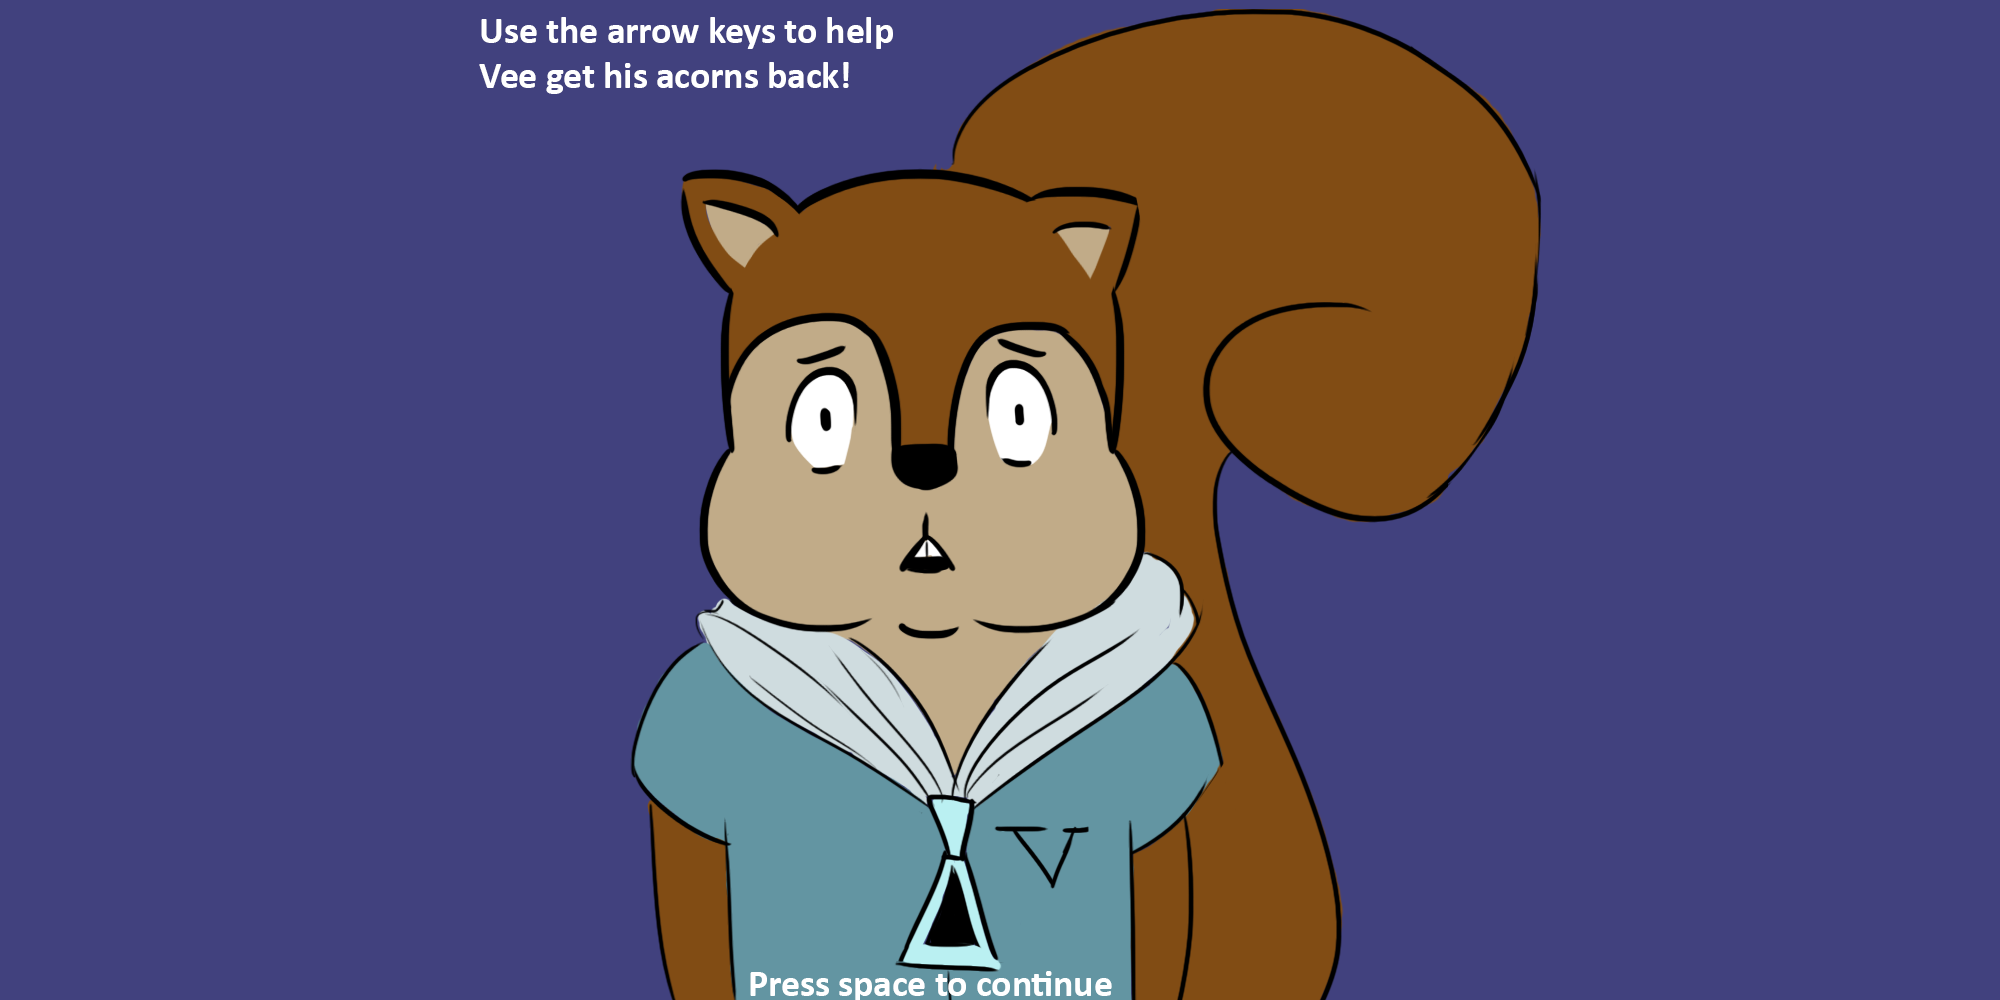 Use the arrow keys to help
Vee get his acorns back!
V
Press space to continue